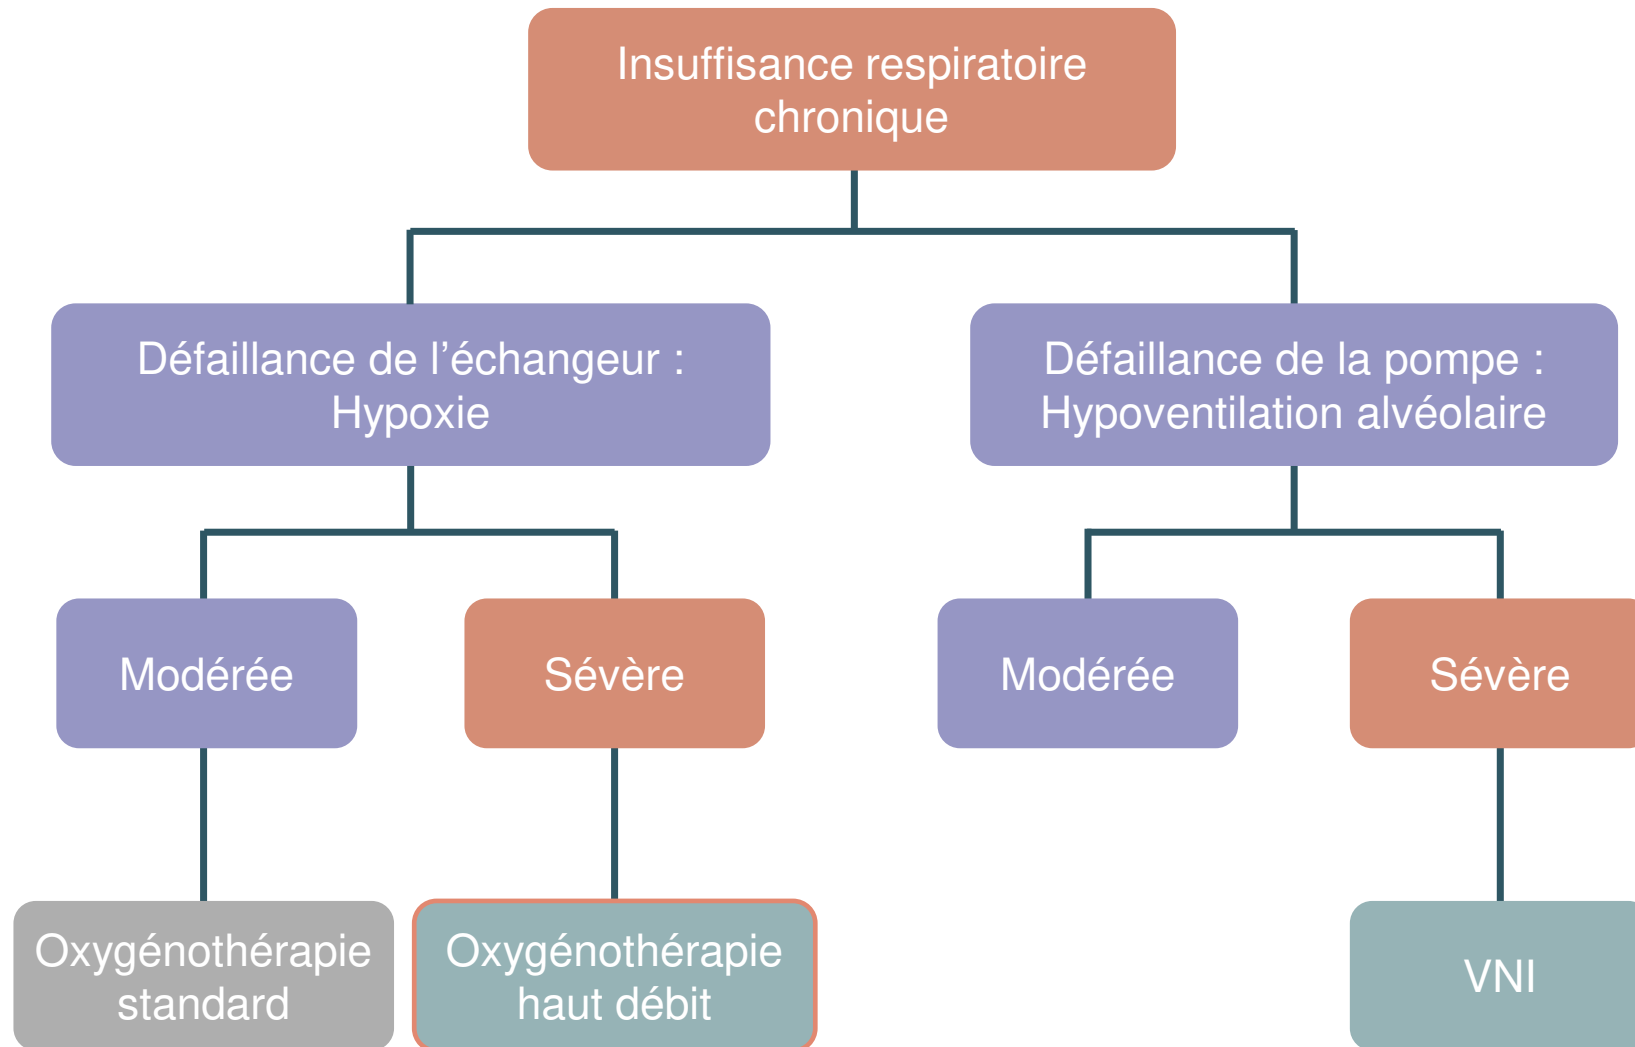 Insuffisance respiratoire
chronique
Défaillance de l’échangeur :
Hypoxie
Défaillance de la pompe :
Hypoventilation alvéolaire
Modérée
Sévère
Modérée
Sévère
Oxygénothérapie
standard
Oxygénothérapie
haut débit
VNI